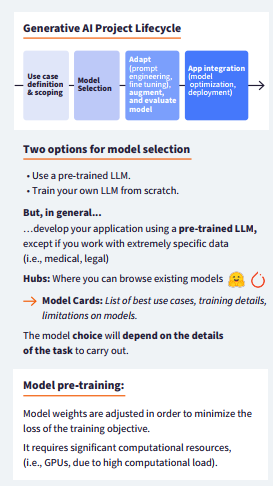 Generative AI Project Lifecycle
Use case
definition
& scoping
Model
Selection
Adapt
(prompt
engineering,
fine tuning),
augment,
and evaluate
model
App integration
(model
optimization,
deployment)
Two options for model selection
• Use a pre-trained LLM.
• Train your own LLM from scratch.
But, in general...
…develop your application using a pre-trained LLM,
except if you work with extremely specific data
(i.e., medical, legal)
Hubs: Where you can browse existing models
Model Cards: List of best use cases, training details,
limitations on models.
The model choice will depend on the details
of the task to carry out.
Model pre-training:
Model weights are adjusted in order to minimize the
loss of the training objective.
It requires significant computational resources,
(i.e., GPUs, due to high computational load).